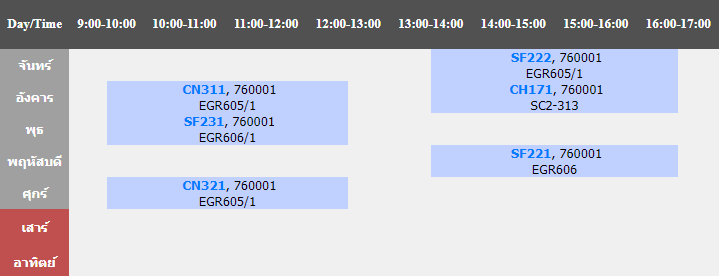 Day/Time 9:00-10:00 10:00-11:00 11:00-12:00 12:00-13:00 13:00-14:00 14:00-15:00 15:00-16:00 16:00-17:00
จันทร์ SF222, 760001
EGR605/1
อังคาร CN311, 760001 CH171, 760001
EGR605/1 SC2-313
พุธ SF231, 760001
EGR606/1
พฤหัสบดี SF221, 760001
EGR606
ศุกร์ CN321, 760001
EGR605/1
เสาร์
อาทิตย์